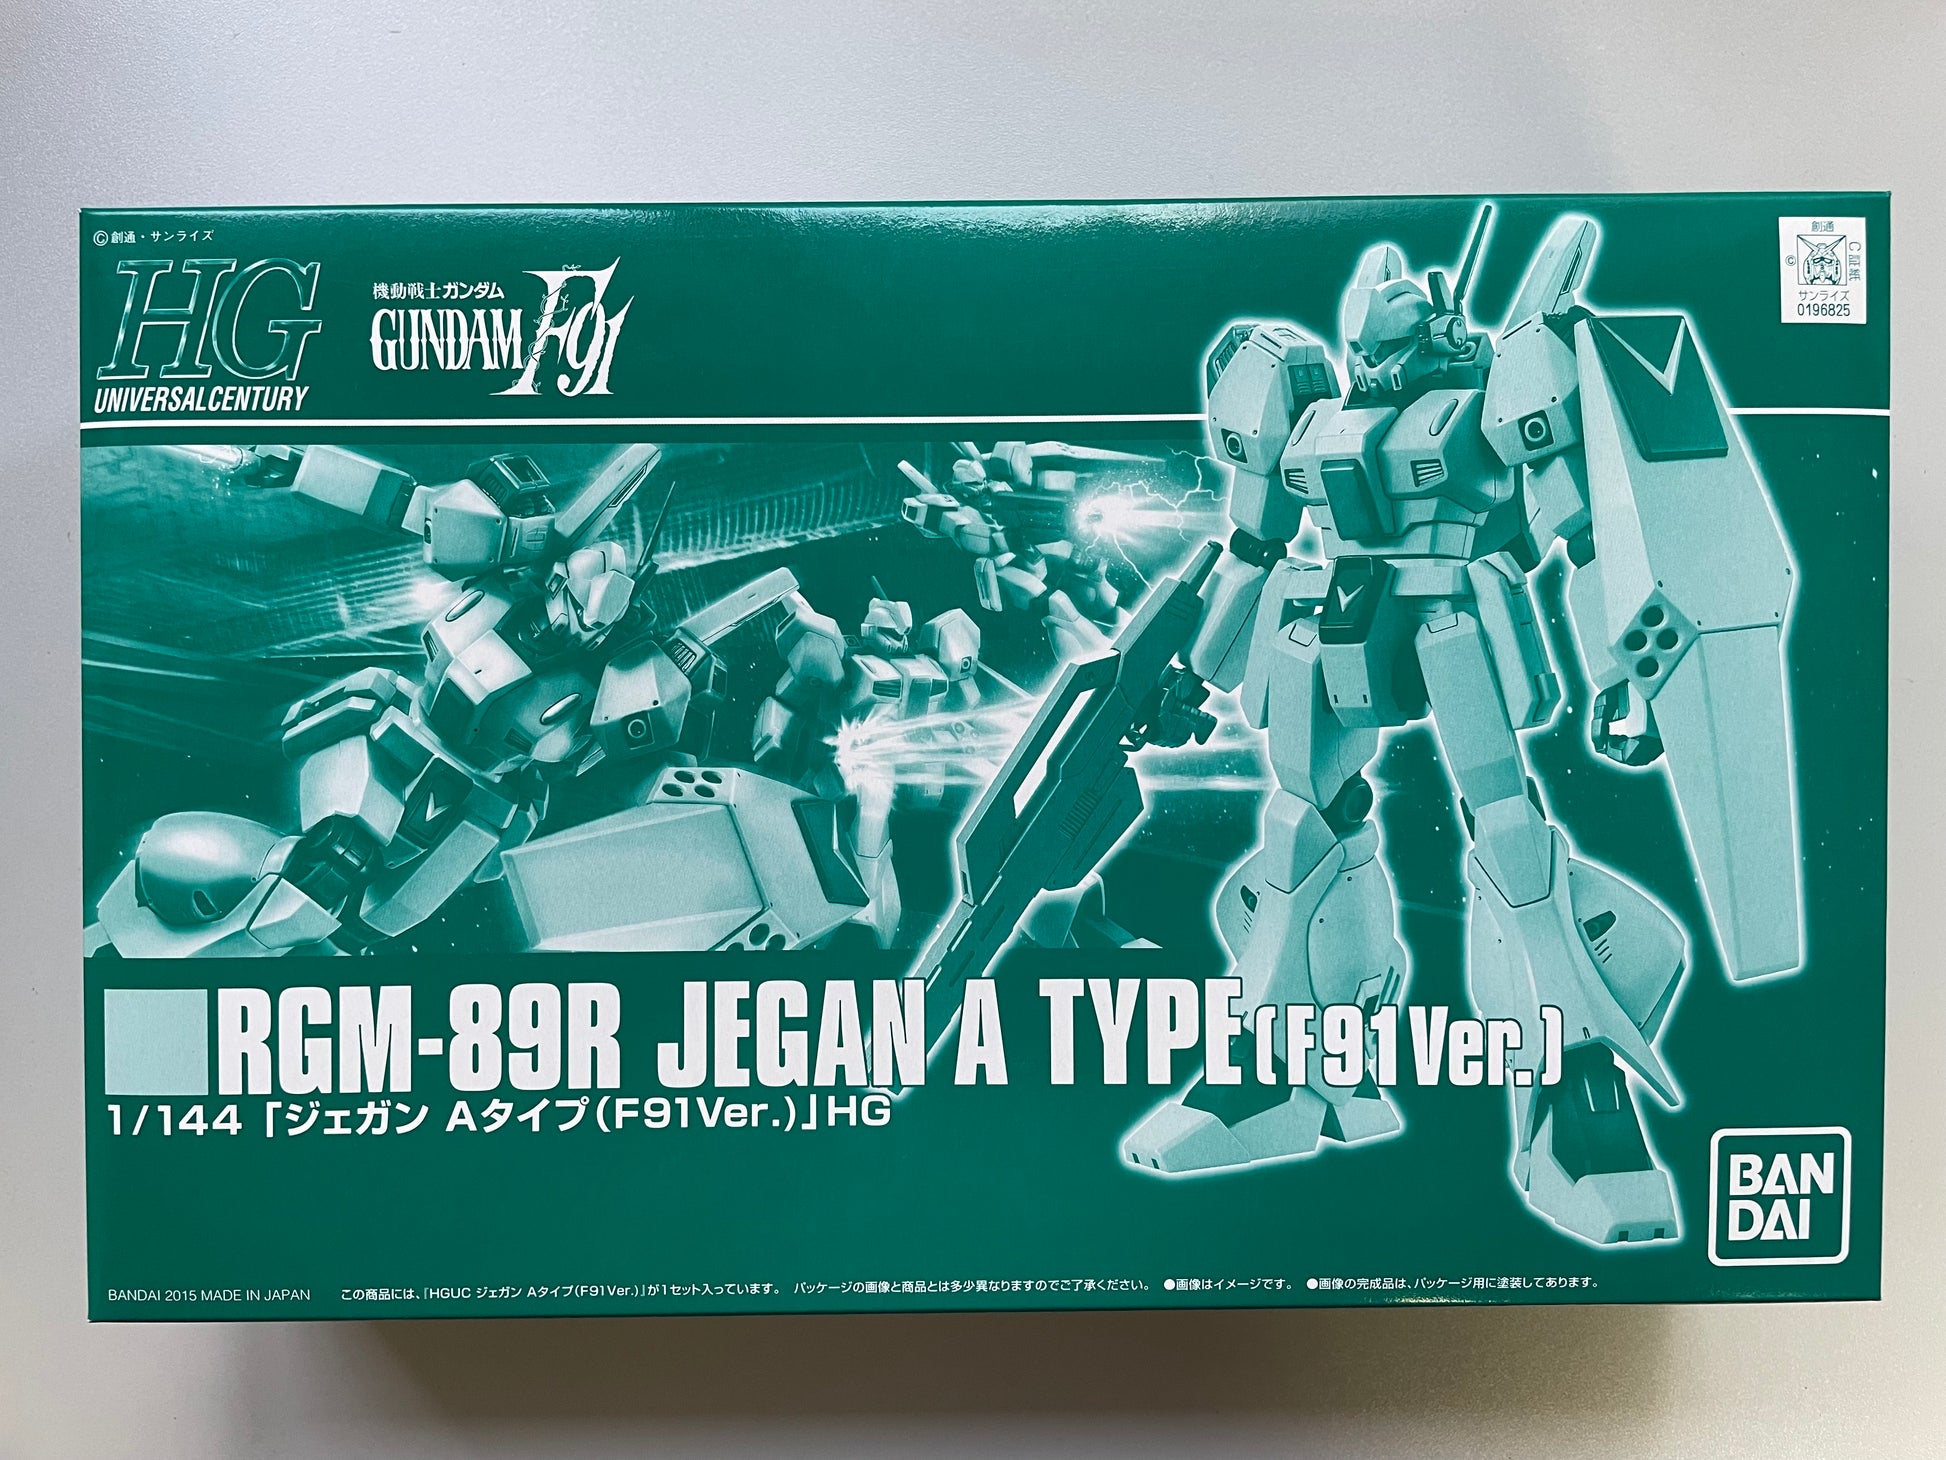 ©創通・サンライズ
HG
UNIVERSAL CENTURY
機動戦士ガンダム
GUNDAM F91
創通
©
C証紙
サンライズ
0196825
RGM-89R JEGAN A TYPE(F91Ver.)
1/144「ジェガン Aタイプ(F91Ver.)」HG
BAN
DAI
BANDAI 2015 MADE IN JAPAN
この商品には、『HGUC ジェガン Aタイプ(F91Ver.)』が1セット入っています。 パッケージの画像と商品とは多少異なりますのでご了承ください。 ●画像はイメージです。 ●画像の完成品は、パッケージ用に塗装してあります。